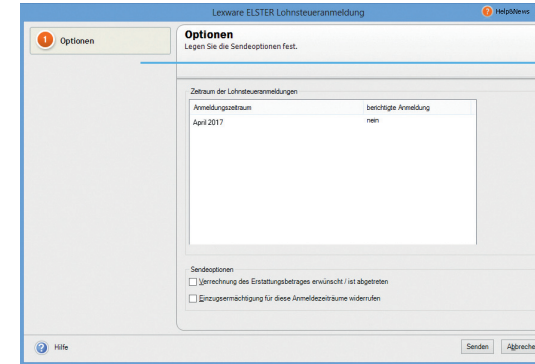 Lexware ELSTER Lohnsteueranmeldung
Help&News
1 Optionen
Optionen
Legen Sie die Sendeoptionen fest.
Zeitraum der Lohnsteueranmeldungen
Anmeldungszeitraum berichtigte Anmeldung
April 2017 nein
Sendeoptionen
Verrechnung des Erstattungsbetrages erwünscht / ist abgetreten
Einzugsermächtigung für diese Anmeldezeiträume widerrufen
? Hilfe
Senden Abbreche